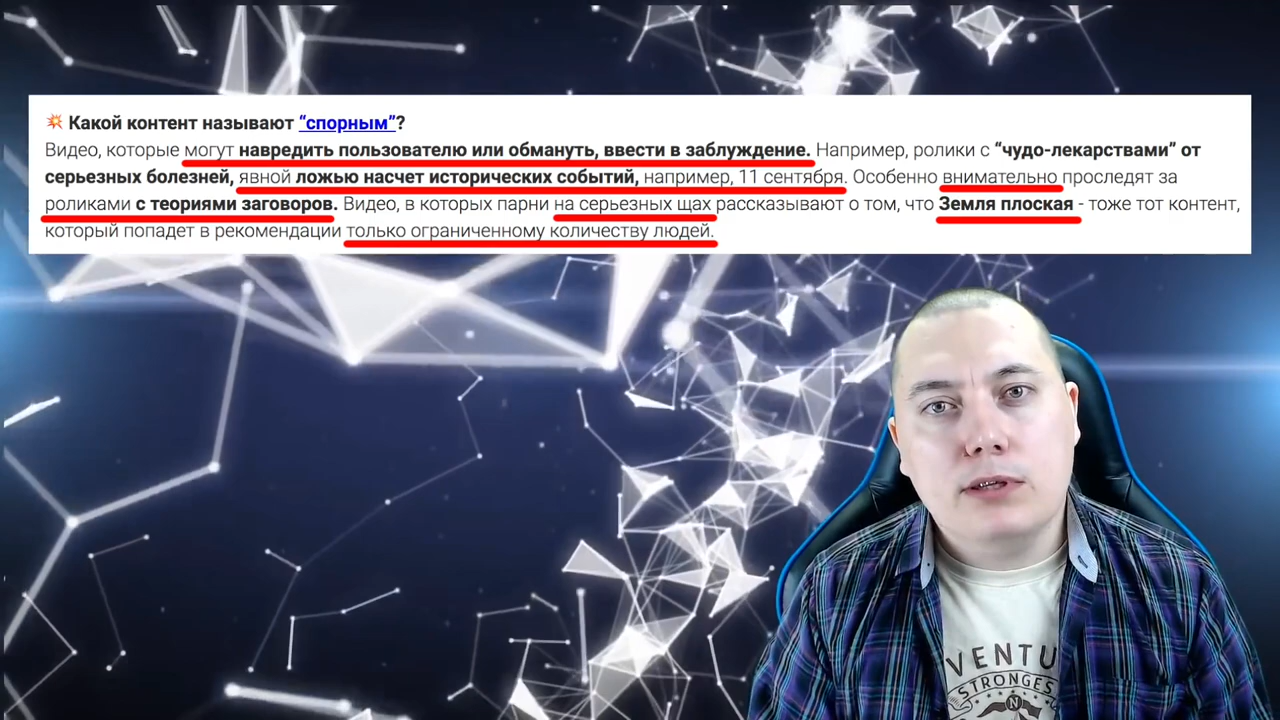 💥 Какой контент называют “спорным”?
Видео, которые могут навредить пользователю или обмануть, ввести в заблуждение. Например, ролики с “чудо-лекарствами” от
серьезных болезней, явной ложью насчет исторических событий, например, 11 сентября. Особенно внимательно проследят за
роликами с теориями заговоров. Видео, в которых парни на серьезных щах рассказывают о том, что Земля плоская - тоже тот контент,
который попадет в рекомендации только ограниченному количеству людей.
VENTU
STRONGES
N